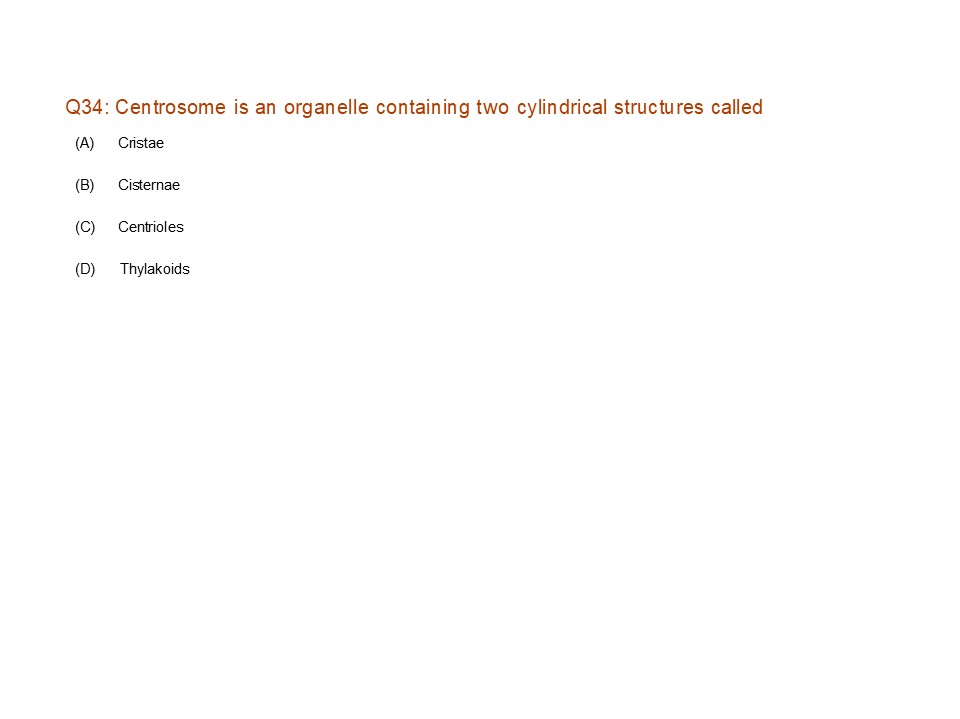 Q34: Centrosome is an organelle containing two cylindrical structures called
(A) Cristae
(B) Cisternae
(C) Centrioles
(D) Thylakoids